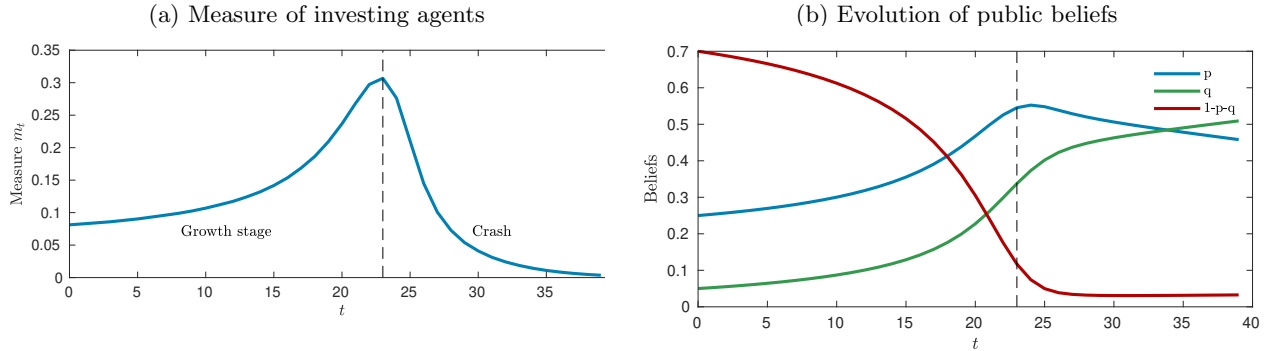 (a) Measure of investing agents
0.35
0.3
0.25
0.2
0.15
0.1
0.05
0
Measure m_t
Growth stage
Crash
0 5 10 15 20 25 30 35
t
(b) Evolution of public beliefs
0.7
0.6
0.5
0.4
0.3
0.2
0.1
0
Beliefs
p
q
1-p-q
0 5 10 15 20 25 30 35 40
t